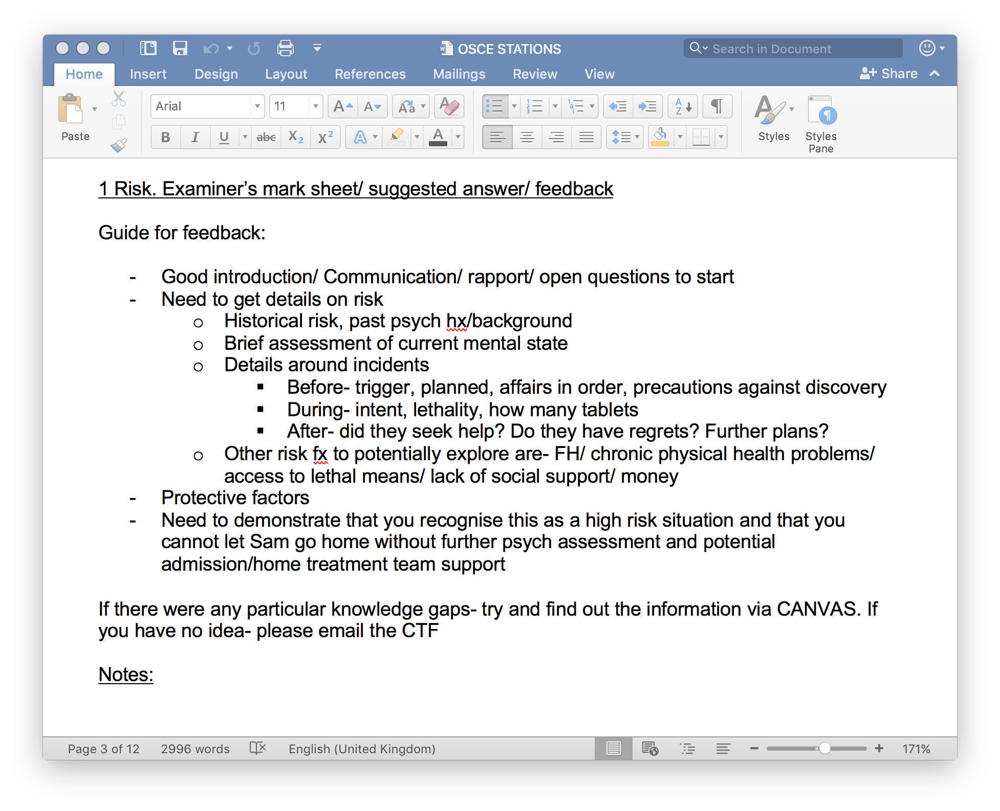 OSCE STATIONS
Search in Document
Home Insert Design Layout References Mailings Review View Share
Paste
Arial 11
B I U abc X2 X2 A A
Styles Styles Pane
1 Risk. Examiner’s mark sheet/ suggested answer/ feedback
Guide for feedback:
- Good introduction/ Communication/ rapport/ open questions to start
- Need to get details on risk
o Historical risk, past psych hx/background
o Brief assessment of current mental state
o Details around incidents
▪ Before- trigger, planned, affairs in order, precautions against discovery
▪ During- intent, lethality, how many tablets
▪ After- did they seek help? Do they have regrets? Further plans?
o Other risk fx to potentially explore are- FH/ chronic physical health problems/
access to lethal means/ lack of social support/ money
- Protective factors
- Need to demonstrate that you recognise this as a high risk situation and that you
cannot let Sam go home without further psych assessment and potential
admission/home treatment team support
If there were any particular knowledge gaps- try and find out the information via CANVAS. If
you have no idea- please email the CTF
Notes:
Page 3 of 12 2996 words English (United Kingdom) 171%